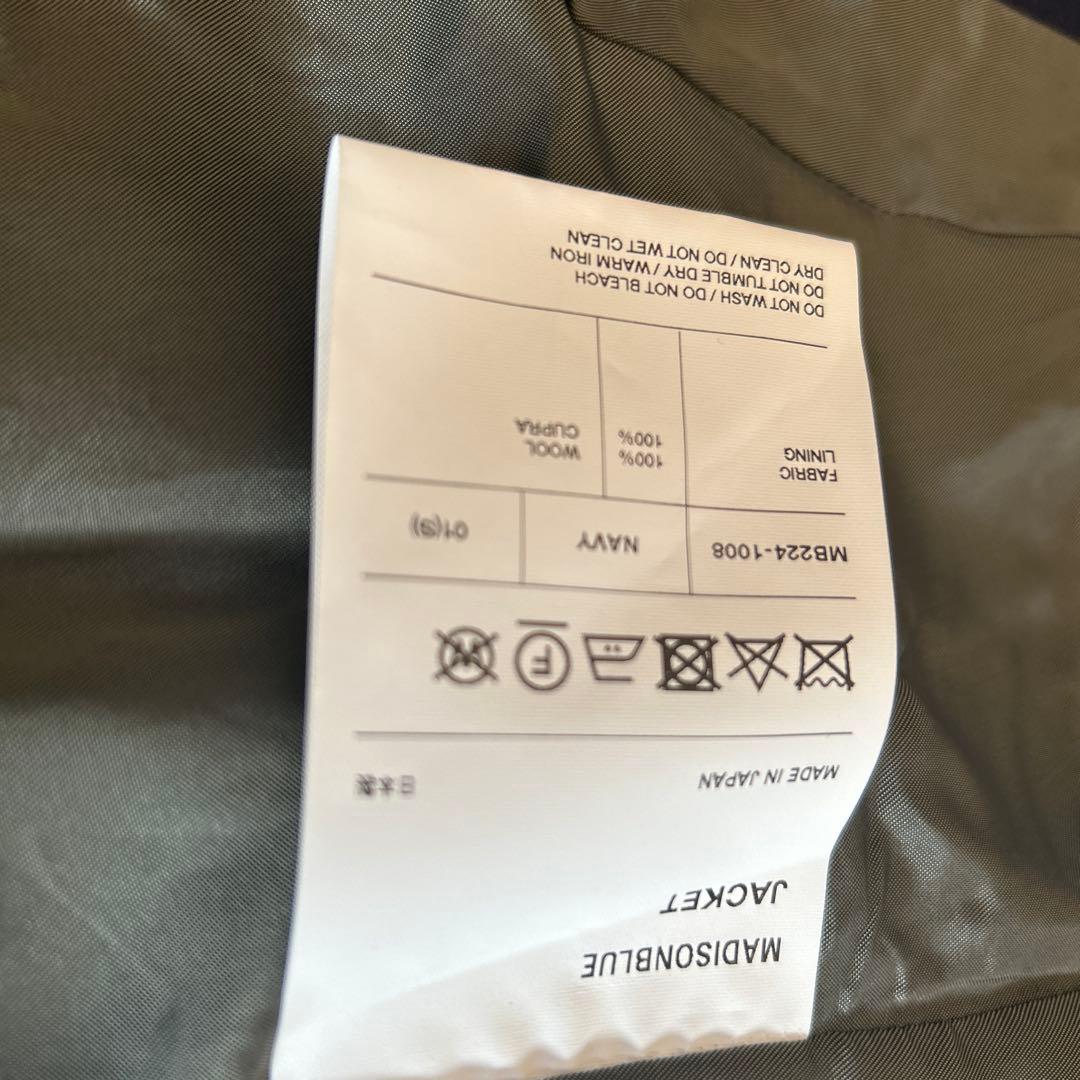 MADISONBLUE
JACKET
MADE IN JAPAN 日本製
F W
MB224-1008 NAVY 01(S)
FABRIC 100% WOOL
LINING 100% CUPRA
DO NOT WASH / DO NOT BLEACH
DO NOT TUMBLE DRY / WARM IRON
DRY CLEAN / DO NOT WET CLEAN